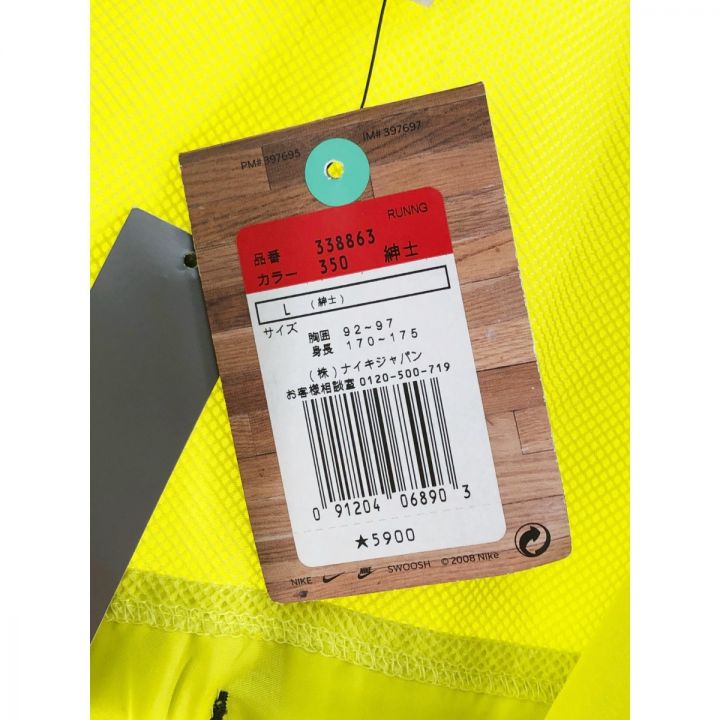 PM# 397695
IM# 397697
RUNNG
品番 338863
カラー 350 紳士
L (紳士)
サイズ
胸囲 92~97
身長 170~175
(株)ナイキジャパン
お客様相談室 0120-500-719
0 91204 06890 3
★5900
NIKE NIKE SWOOSH © 2008 Nike